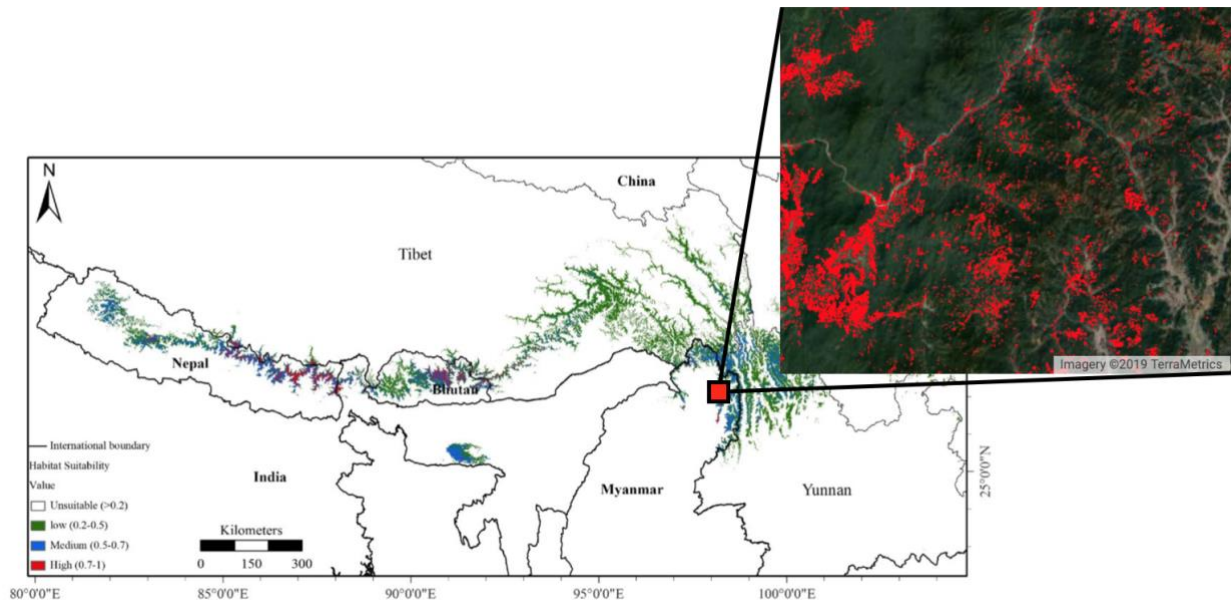 Imagery ©2019 TerraMetrics
N
China
Tibet
Nepal
Bhutan
International boundary
Habitat Suitability
Value
Unsuitable (>0.2)
low (0.2-0.5)
Medium (0.5-0.7)
High (0.7-1)
India
Kilometers
0 150 300
Myanmar
Yunnan
25°0'0"N
80°0'0"E 85°0'0"E 90°0'0"E 95°0'0"E 100°0'0"E